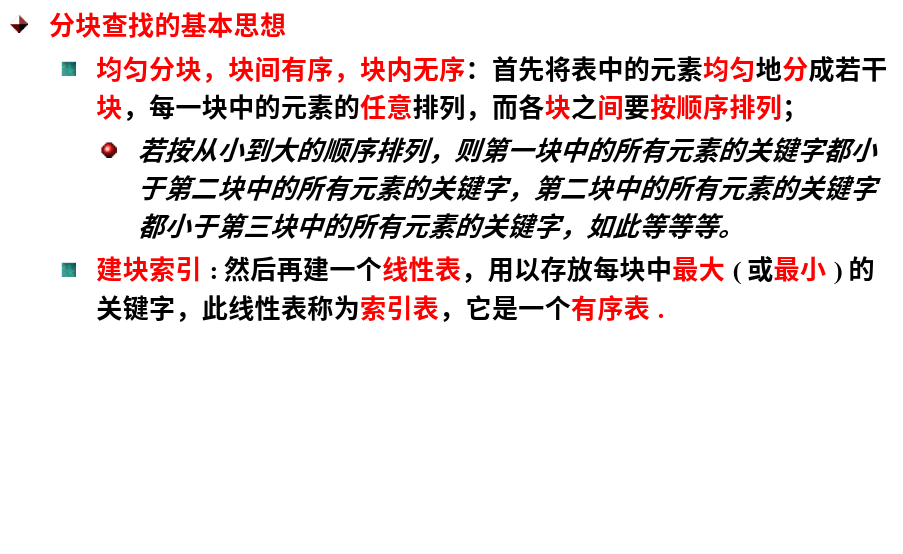 分块查找的基本思想
均匀分块，块间有序，块内无序：首先将表中的元素均匀地分成若干
块，每一块中的元素的任意排列，而各块之间要按顺序排列；
若按从小到大的顺序排列，则第一块中的所有元素的关键字都小
于第二块中的所有元素的关键字，第二块中的所有元素的关键字
都小于第三块中的所有元素的关键字，如此等等等。
建块索引 : 然后再建一个线性表，用以存放每块中最大 ( 或最小 ) 的
关键字，此线性表称为索引表，它是一个有序表 .